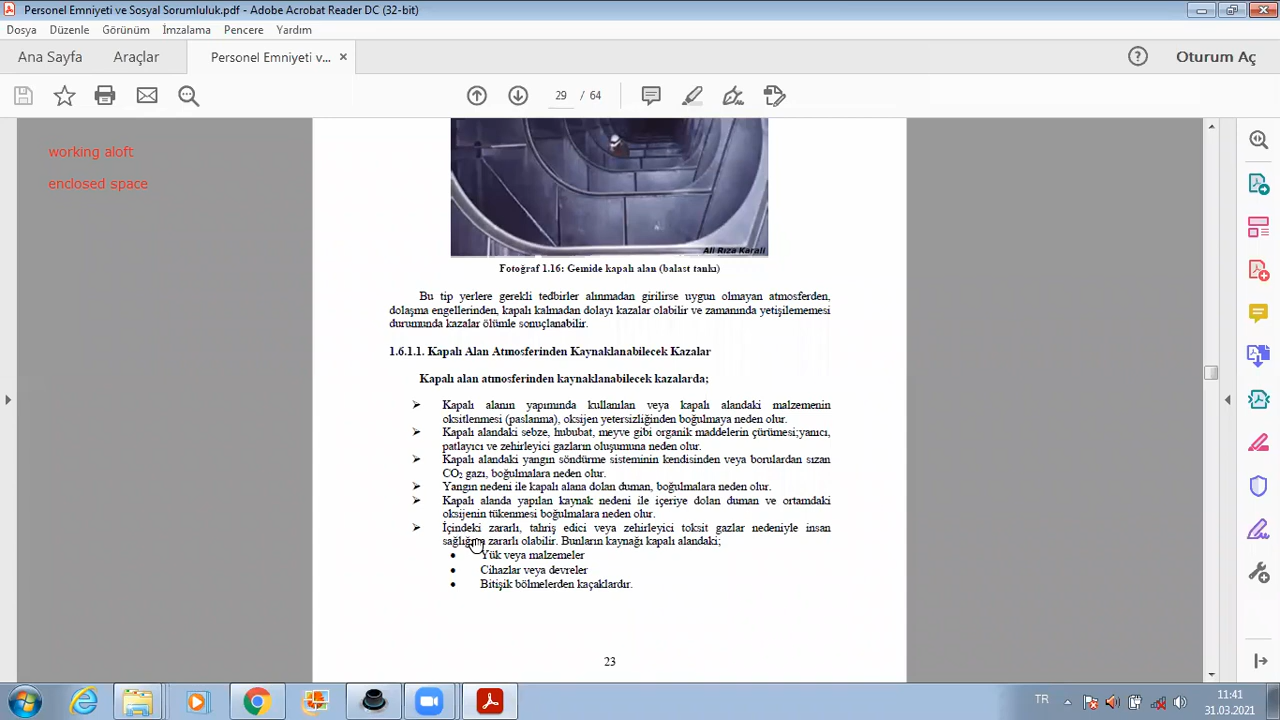 Personel Emniyeti ve Sosyal Sorumluluk.pdf - Adobe Acrobat Reader DC (32-bit)
Dosya Düzenle Görünüm İmzalama Pencere Yardım
Ana Sayfa Araçlar Personel Emniyeti v... × Oturum Aç
29 / 64
working aloft
enclosed space
Ali Rıza Karali
Fotoğraf 1.16: Gemide kapalı alan (balast tankı)
Bu tip yerlere gerekli tedbirler alınmadan girilirse uygun olmayan atmosferden,
dolaşma engellerinden, kapalı kalmadan dolayı kazalar olabilir ve zamanında yetişilememesi
durumunda kazalar ölümle sonuçlanabilir.
1.6.1.1. Kapalı Alan Atmosferinden Kaynaklanabilecek Kazalar
Kapalı alan atmosferinden kaynaklanabilecek kazalarda;
➢ Kapalı alanın yapımında kullanılan veya kapalı alandaki malzemenin
oksitlenmesi (paslanma), oksijen yetersizliğinden boğulmaya neden olur.
➢ Kapalı alandaki sebze, hububat, meyve gibi organik maddelerin çürümesi;yanıcı,
patlayıcı ve zehirleyici gazların oluşumuna neden olur.
➢ Kapalı alandaki yangın söndürme sisteminin kendisinden veya borulardan sızan
CO₂ gazı, boğulmalara neden olur.
➢ Yangın nedeni ile kapalı alana dolan duman, boğulmalara neden olur.
➢ Kapalı alanda yapılan kaynak nedeni ile içeriye dolan duman ve ortamdaki
oksijenin tükenmesi boğulmalara neden olur.
➢ İçindeki zararlı, tahriş edici veya zehirleyici toksit gazlar nedeniyle insan
sağlığına zararlı olabilir. Bunların kaynağı kapalı alandaki;
• Yük veya malzemeler
• Cihazlar veya devreler
• Bitişik bölmelerden kaçaklardır.
23
TR
11:41
31.03.2021